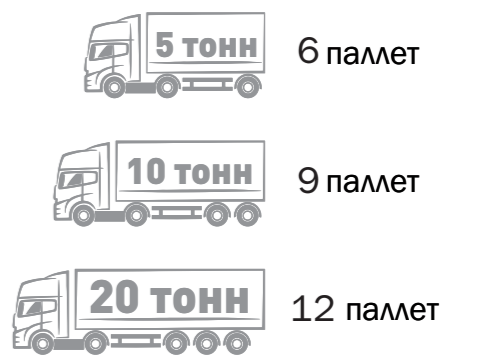 5 тонн 6 паллет
10 тонн 9 паллет
20 тонн 12 паллет